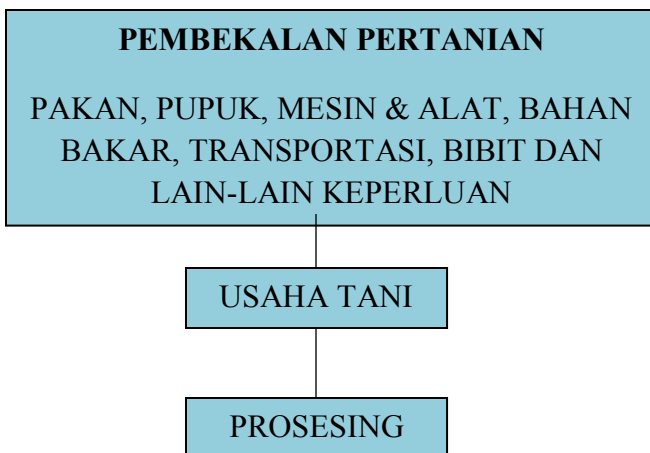 PEMBEKALAN PERTANIAN
PAKAN, PUPUK, MESIN & ALAT, BAHAN
BAKAR, TRANSPORTASI, BIBIT DAN
LAIN-LAIN KEPERLUAN
USAHA TANI
PROSESING